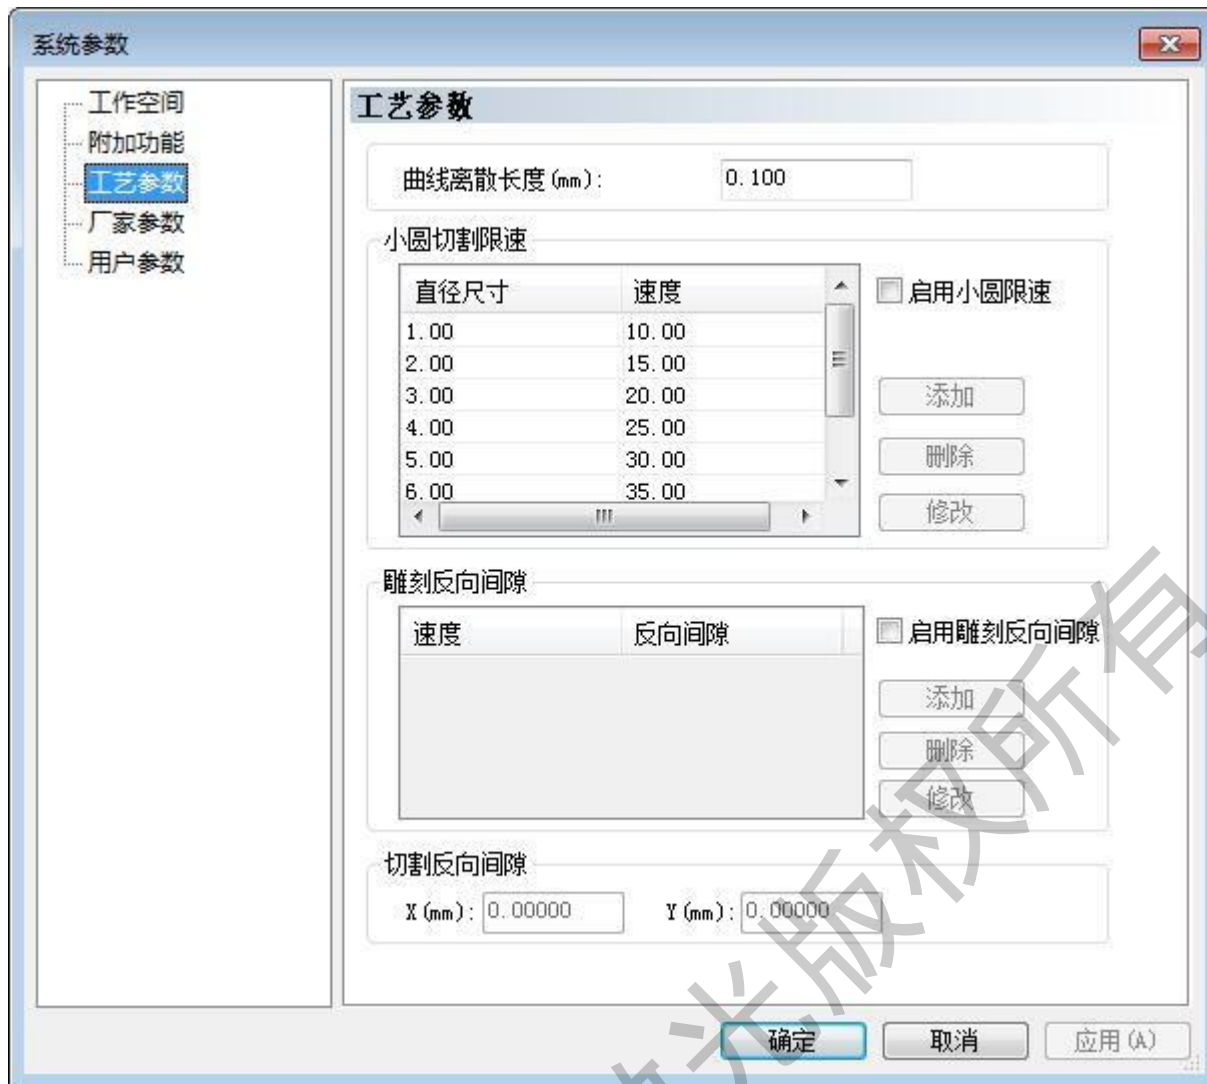 系统参数
工作空间
附加功能
工艺参数
厂家参数
用户参数
工艺参数
曲线离散长度(mm): 0.100
小圆切割限速
直径尺寸 速度
1.00 10.00
2.00 15.00
3.00 20.00
4.00 25.00
5.00 30.00
6.00 35.00
启用小圆限速
添加
删除
修改
雕刻反向间隙
速度 反向间隙
启用雕刻反向间隙
添加
删除
修改
切割反向间隙
X(mm): 0.00000 Y(mm): 0.00000
确定 取消 应用(A)
光版权所有